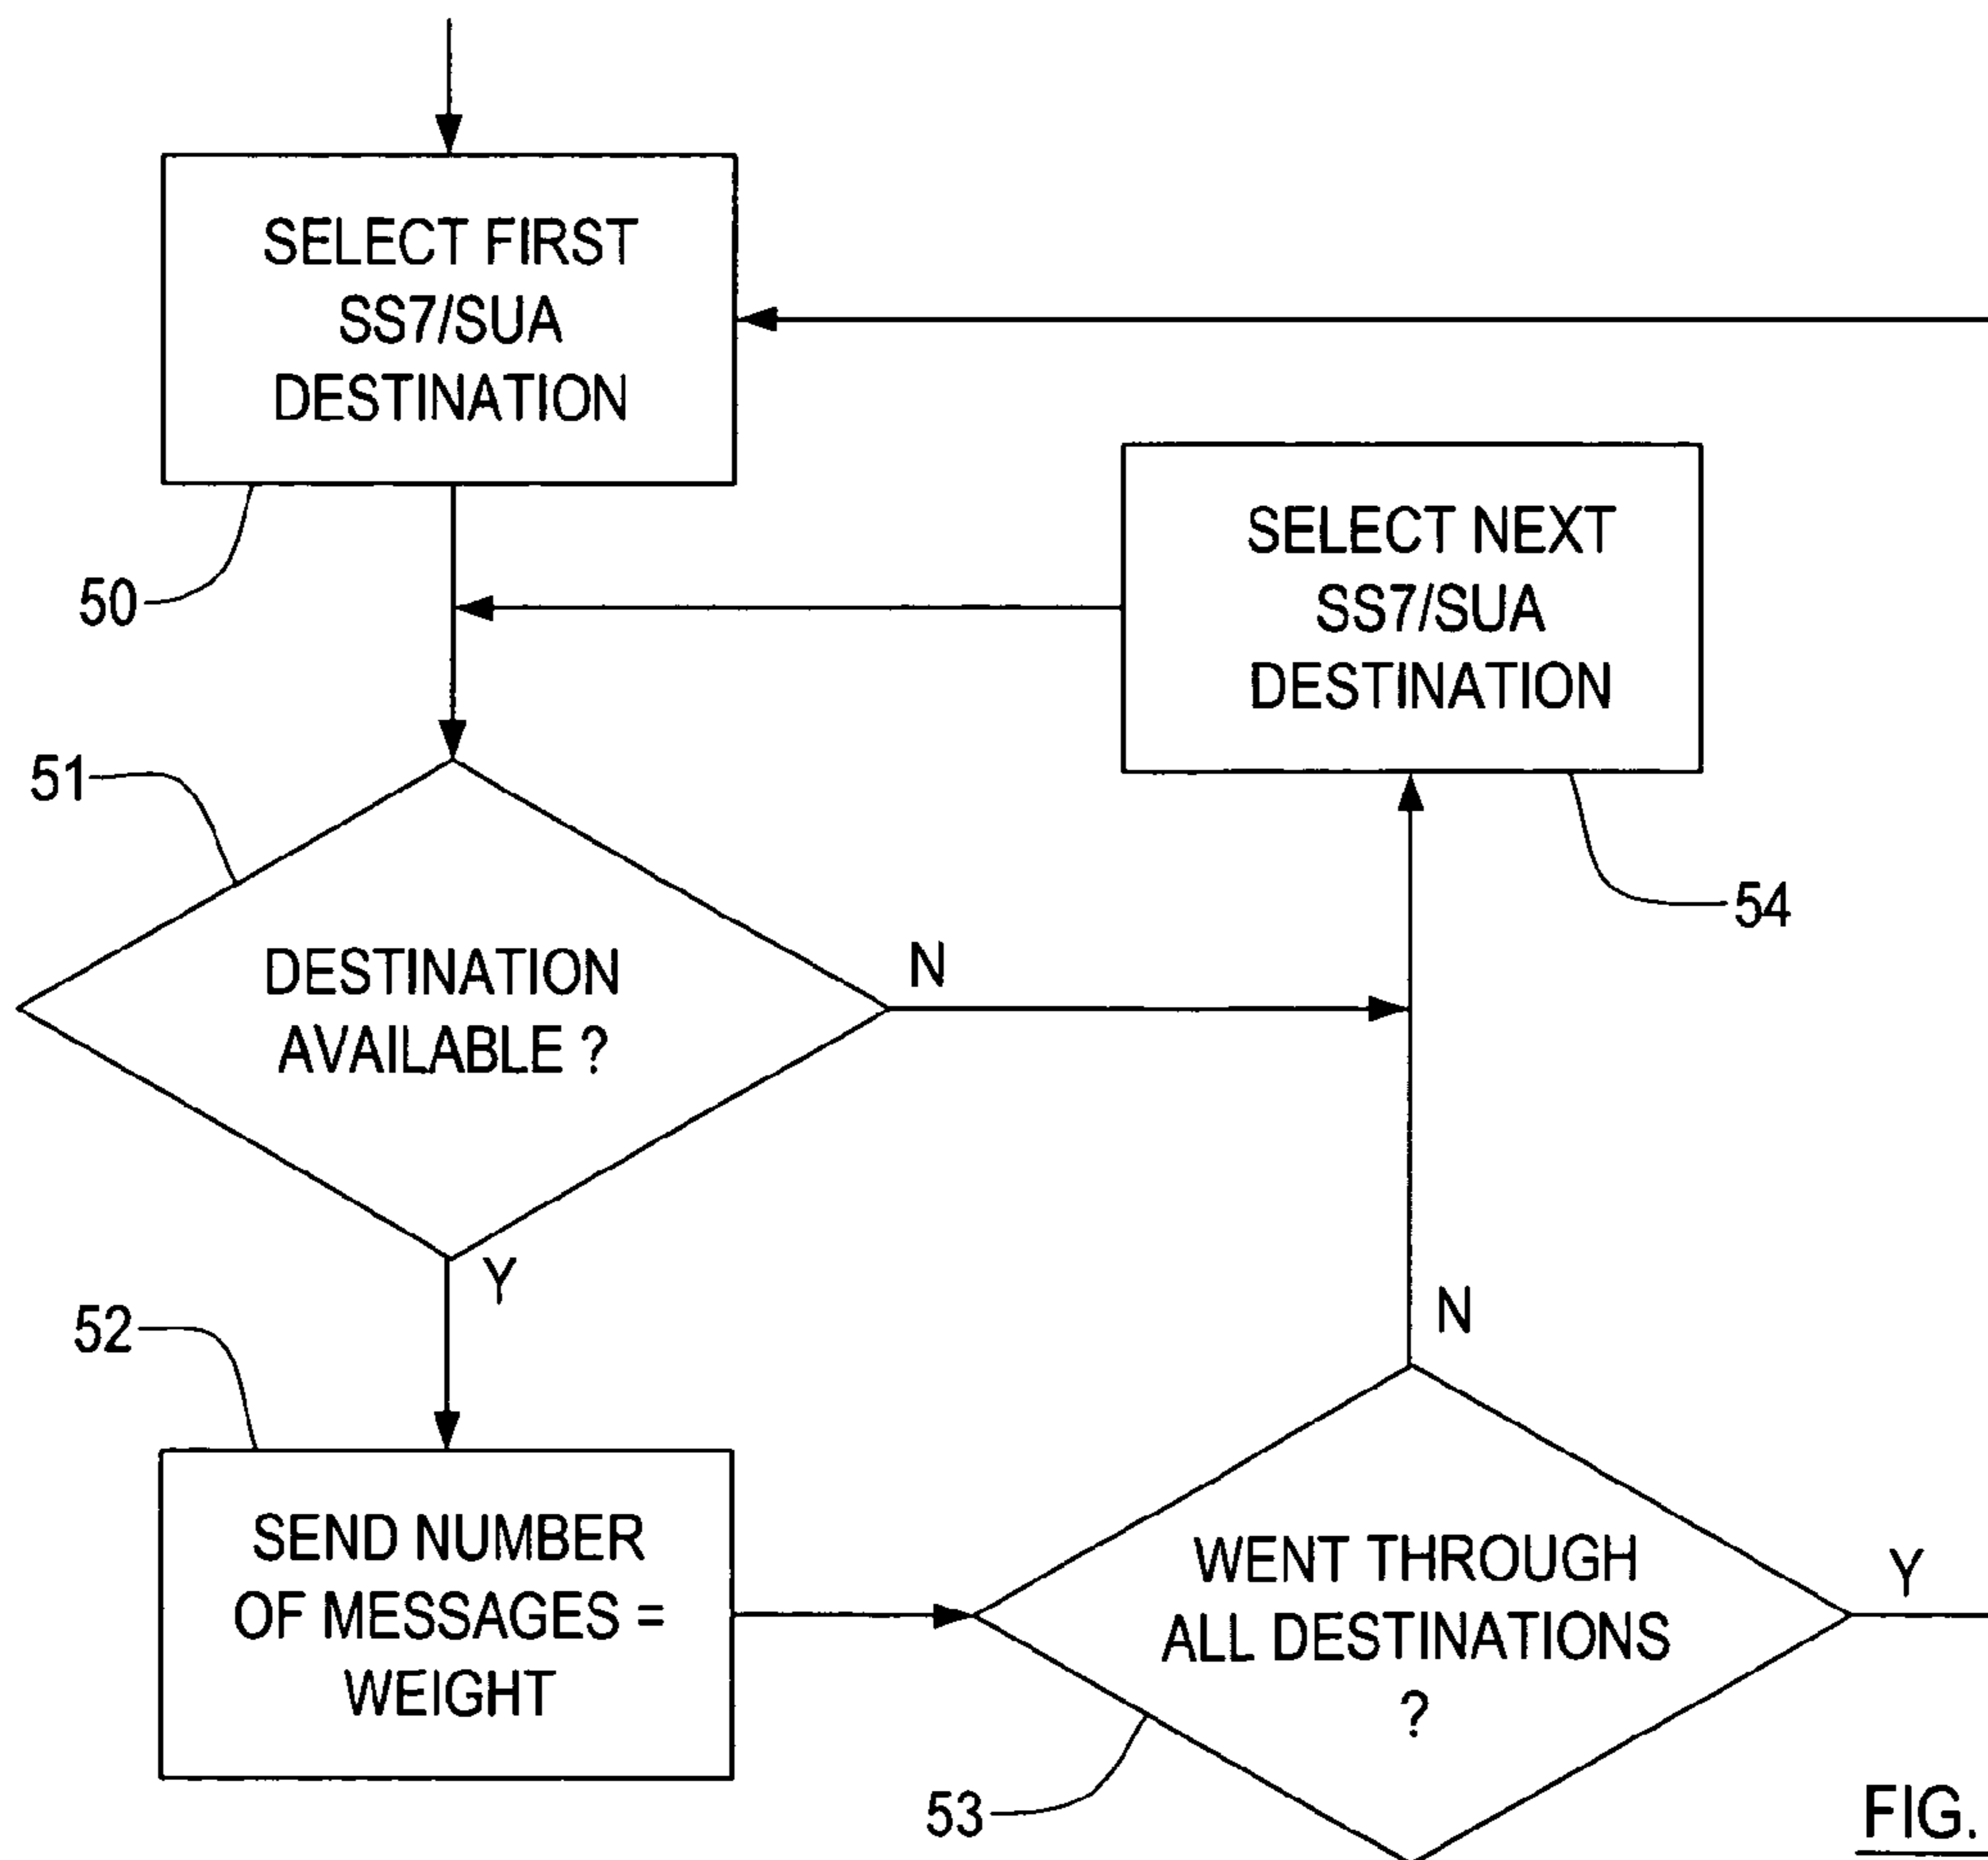 SELECT FIRST
SS7/SUA
DESTINATION
50
SELECT NEXT
SS7/SUA
DESTINATION
54
51
DESTINATION
AVAILABLE ?
N
Y
52
SEND NUMBER
OF MESSAGES =
WEIGHT
N
WENT THROUGH
ALL DESTINATIONS
?
Y
53
FIG.